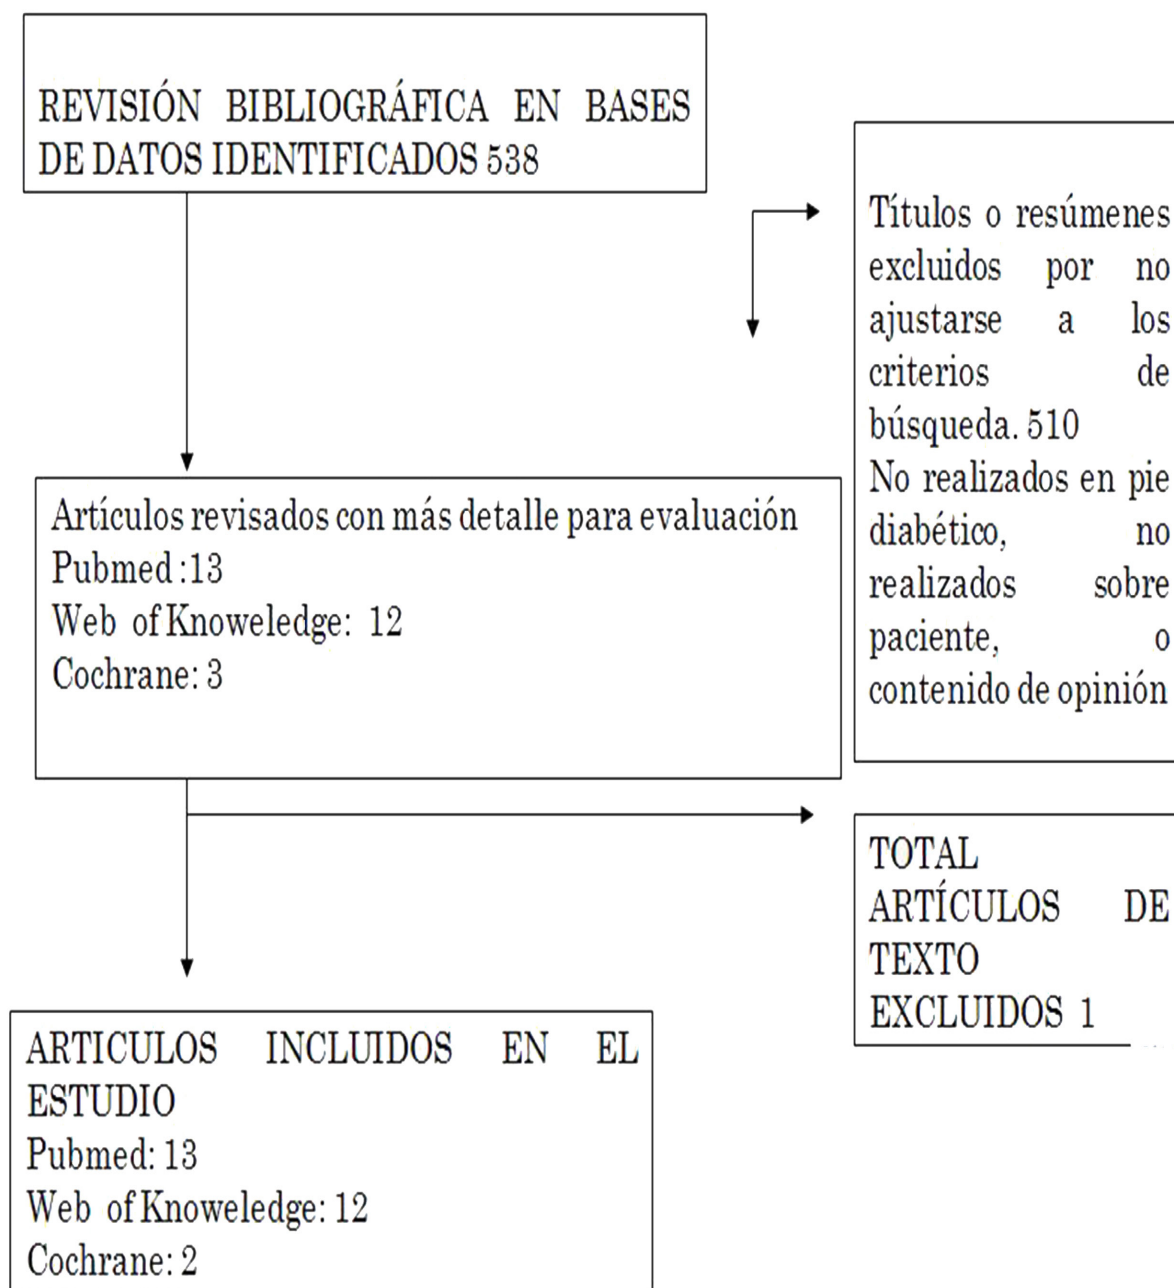 REVISIÓN BIBLIOGRÁFICA EN BASES
DE DATOS IDENTIFICADOS 538
Títulos o resúmenes
excluidos por no
ajustarse a los
criterios de
búsqueda. 510
No realizados en pie
diabético, no
realizados sobre
paciente, o
contenido de opinión
Artículos revisados con más detalle para evaluación
Pubmed :13
Web of Knoweledge: 12
Cochrane: 3
TOTAL
ARTÍCULOS DE
TEXTO
EXCLUIDOS 1
ARTICULOS INCLUIDOS EN EL
ESTUDIO
Pubmed: 13
Web of Knoweledge: 12
Cochrane: 2